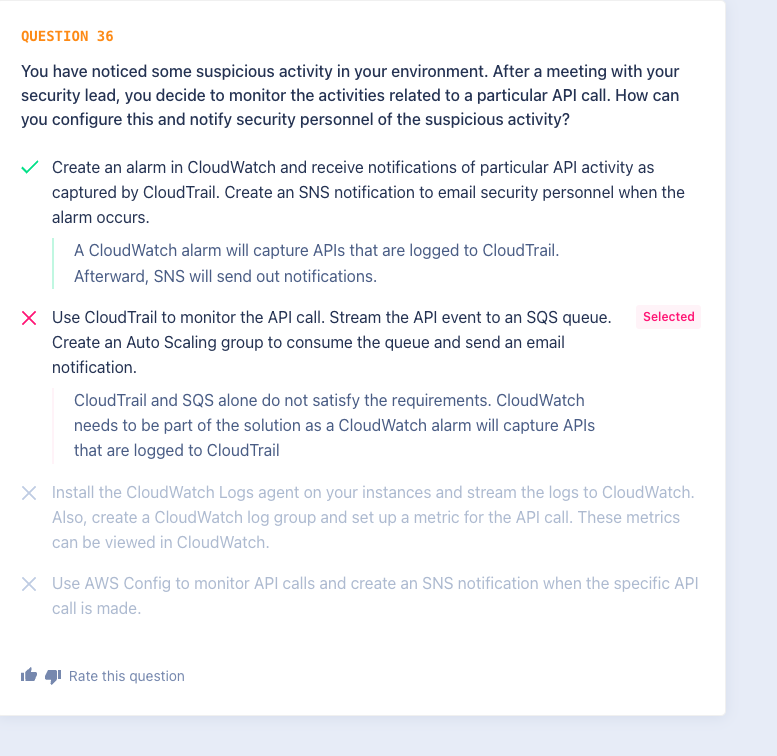 QUESTION 36
You have noticed some suspicious activity in your environment. After a meeting with your
security lead, you decide to monitor the activities related to a particular API call. How can
you configure this and notify security personnel of the suspicious activity?
Create an alarm in CloudWatch and receive notifications of particular API activity as
captured by CloudTrail. Create an SNS notification to email security personnel when the
alarm occurs.
A CloudWatch alarm will capture APIs that are logged to CloudTrail.
Afterward, SNS will send out notifications.
Use CloudTrail to monitor the API call. Stream the API event to an SQS queue.
Selected
Create an Auto Scaling group to consume the queue and send an email
notification.
CloudTrail and SQS alone do not satisfy the requirements. CloudWatch
needs to be part of the solution as a CloudWatch alarm will capture APIs
that are logged to CloudTrail
Install the CloudWatch Logs agent on your instances and stream the logs to CloudWatch.
Also, create a CloudWatch log group and set up a metric for the API call. These metrics
can be viewed in CloudWatch.
Use AWS Config to monitor API calls and create an SNS notification when the specific API
call is made.
Rate this question